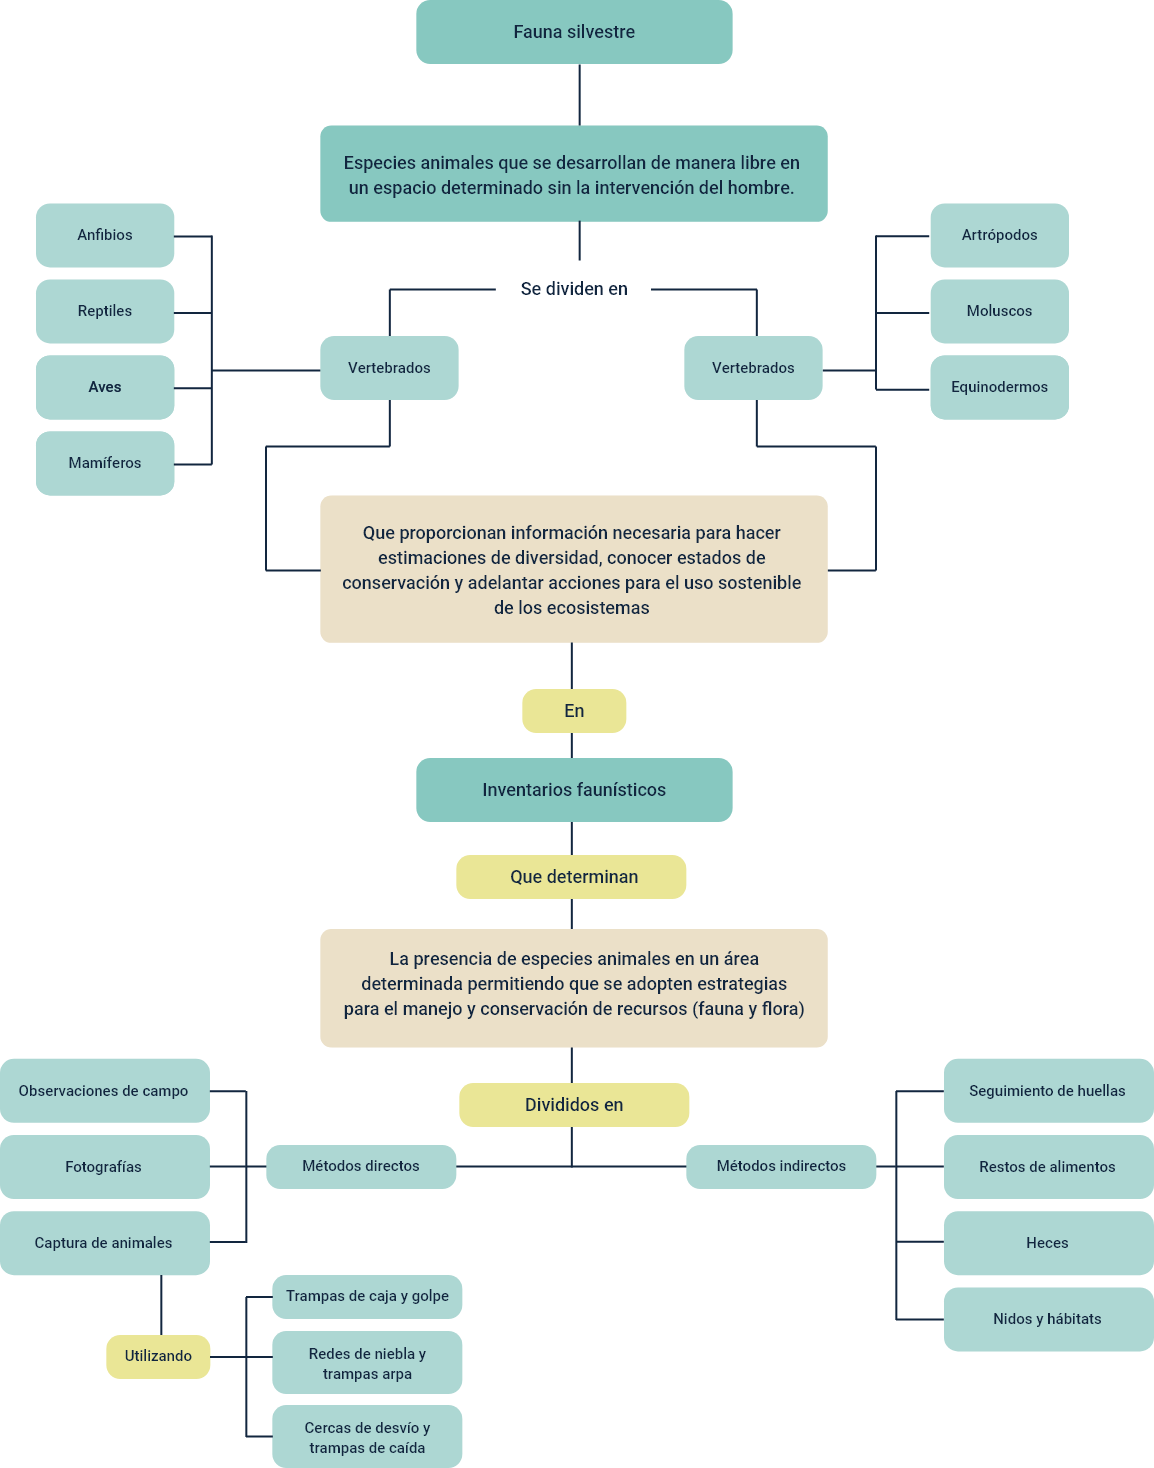 Fauna silvestre
Especies animales que se desarrollan de manera libre en
un espacio determinado sin la intervención del hombre.
Se dividen en
Vertebrados
Anfibios
Reptiles
Aves
Mamíferos
Vertebrados
Artrópodos
Moluscos
Equinodermos
Que proporcionan información necesaria para hacer
estimaciones de diversidad, conocer estados de
conservación y adelantar acciones para el uso sostenible
de los ecosistemas
En
Inventarios faunísticos
Que determinan
La presencia de especies animales en un área
determinada permitiendo que se adopten estrategias
para el manejo y conservación de recursos (fauna y flora)
Divididos en
Métodos directos
Observaciones de campo
Fotografías
Captura de animales
Utilizando
Trampas de caja y golpe
Redes de niebla y
trampas arpa
Cercas de desvío y
trampas de caída
Métodos indirectos
Seguimiento de huellas
Restos de alimentos
Heces
Nidos y hábitats